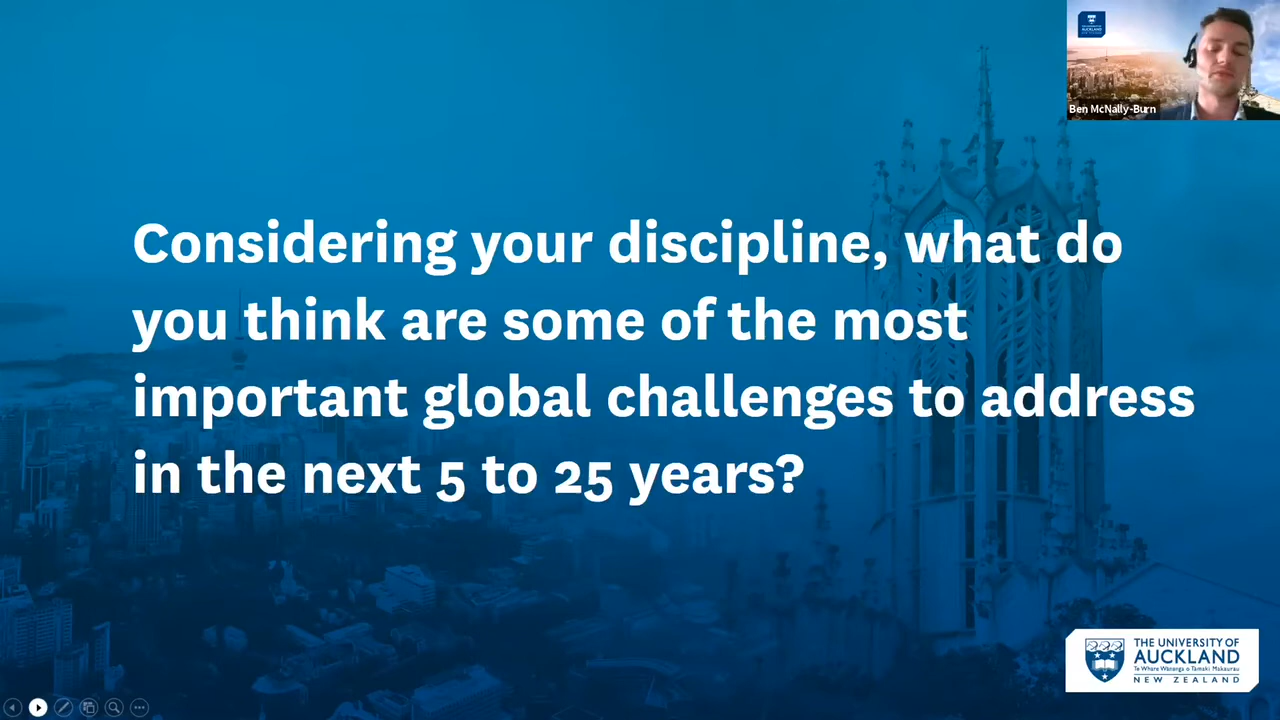 Ben McNally-Burn
Considering your discipline, what do
you think are some of the most
important global challenges to address
in the next 5 to 25 years?
THE UNIVERSITY OF
AUCKLAND
Te Whare Wānanga o Tāmaki Makaurau
NEW ZEALAND